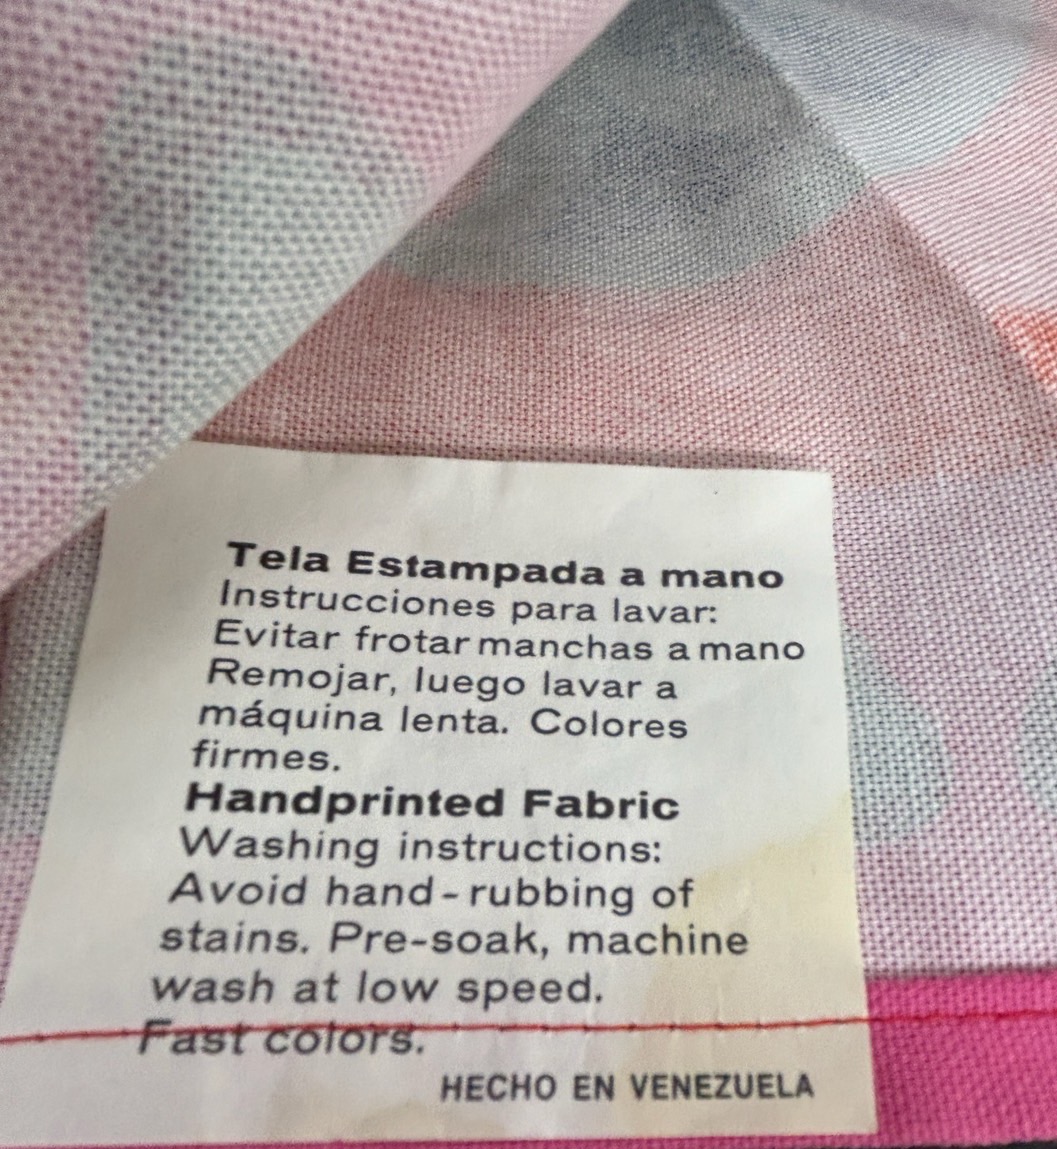 Tela Estampada a mano
Instrucciones para lavar:
Evitar frotar manchas a mano
Remojar, luego lavar a
máquina lenta. Colores
firmes.
Handprinted Fabric
Washing instructions:
Avoid hand-rubbing of
stains. Pre-soak, machine
wash at low speed.
Fast colors.
HECHO EN VENEZUELA